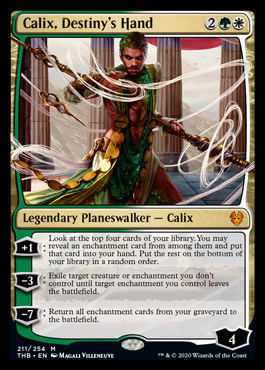 Calix, Destiny's Hand 2
Legendary Planeswalker — Calix
+1: Look at the top four cards of your library. You may
reveal an enchantment card from among them and put
that card into your hand. Put the rest on the bottom
of your library in a random order.
-3: Exile target creature or enchantment you don't
control until target enchantment you control leaves
the battlefield.
-7: Return all enchantment cards from your graveyard to
the battlefield.
4
211/254 M
THB • EN MAGALI VILLENEUVE
™ & © 2020 Wizards of the Coast